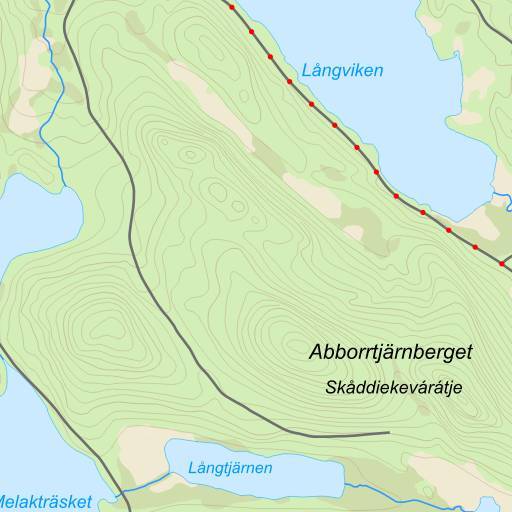 Långviken
Abborrtjärnberget
Skåddiekevárátje
Långtjärnen
Melakträsket